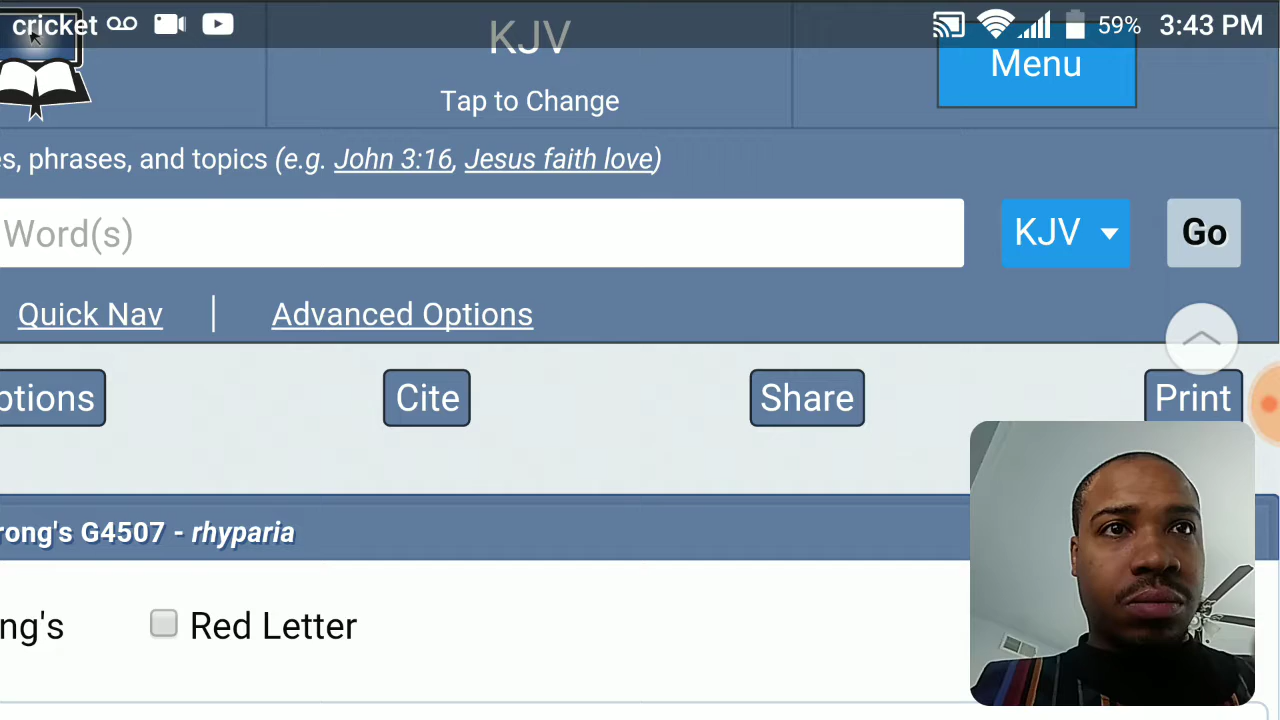 cricket 59% 3:43 PM
KJV
Menu
Tap to Change
es, phrases, and topics (e.g. John 3:16, Jesus faith love)
Word(s) KJV Go
Quick Nav | Advanced Options
ptions Cite Share Print
rong's G4507 - rhyparia
ng's Red Letter